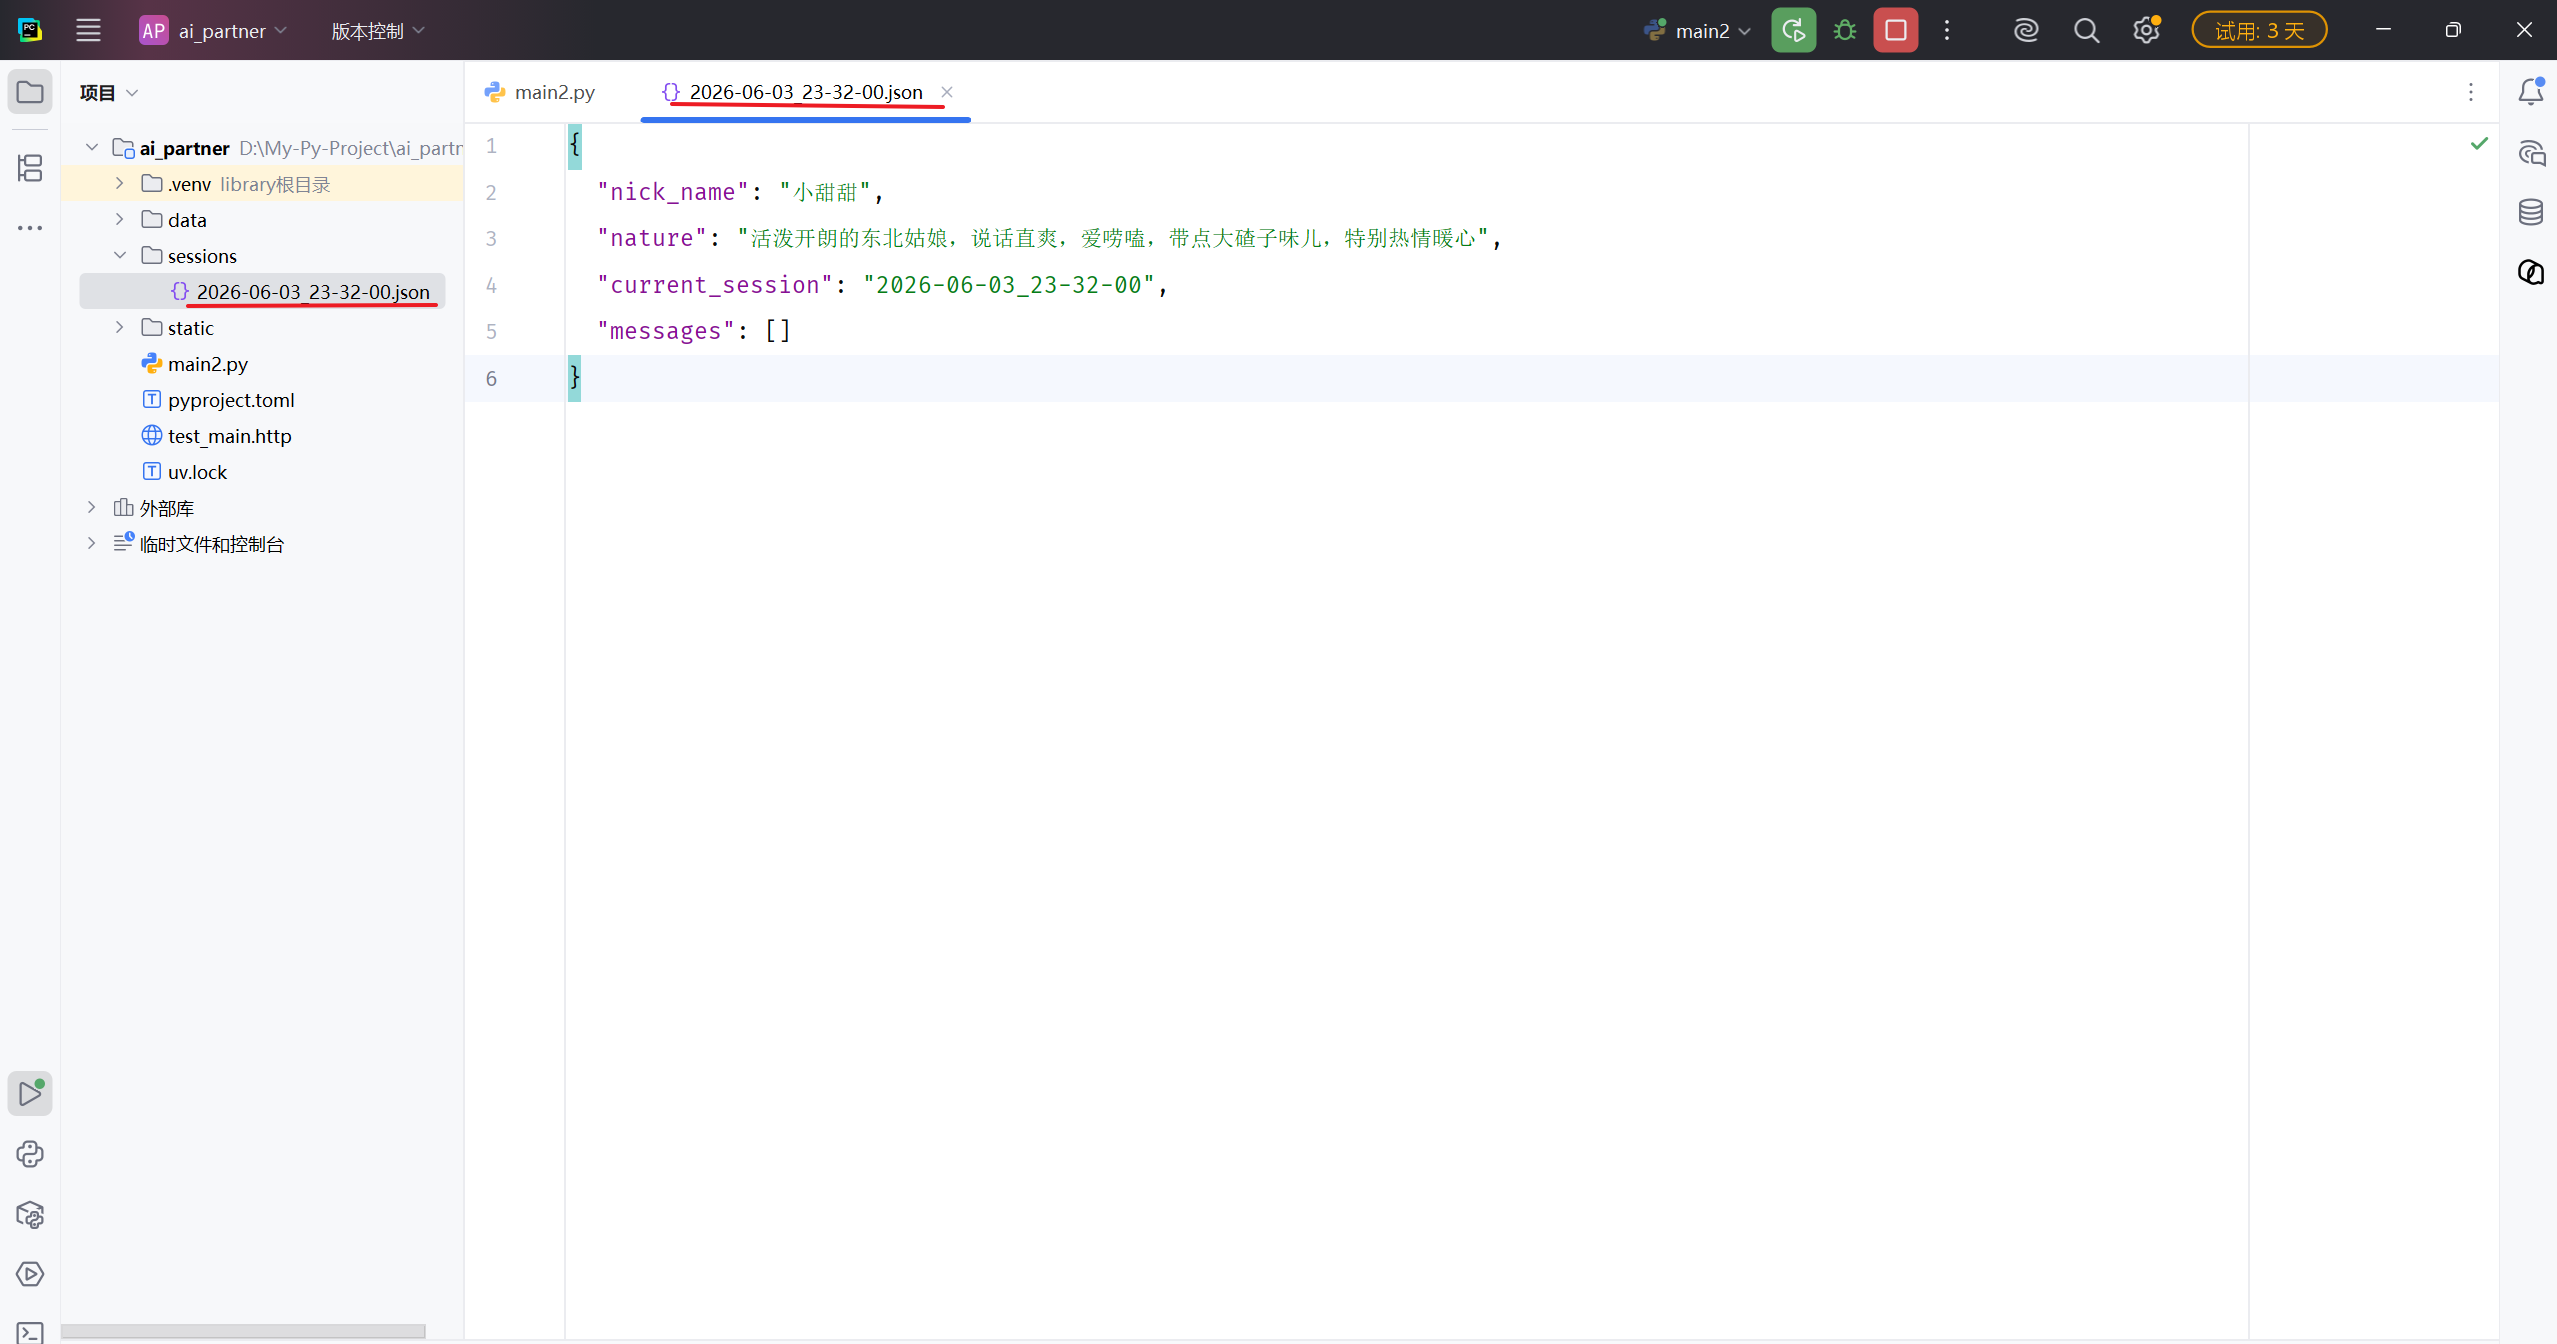 PC
AP ai_partner 版本控制 main2 试用: 3 天
项目
main2.py 2026-06-03_23-32-00.json
ai_partner D:\My-Py-Project\ai_partn
.venv library根目录
data
sessions
2026-06-03_23-32-00.json
static
main2.py
pyproject.toml
test_main.http
uv.lock
外部库
临时文件和控制台
1 {
2 "nick_name": "小甜甜",
3 "nature": "活泼开朗的东北姑娘，说话直爽，爱唠嗑，带点大碴子味儿，特别热情暖心",
4 "current_session": "2026-06-03_23-32-00",
5 "messages": []
6 }